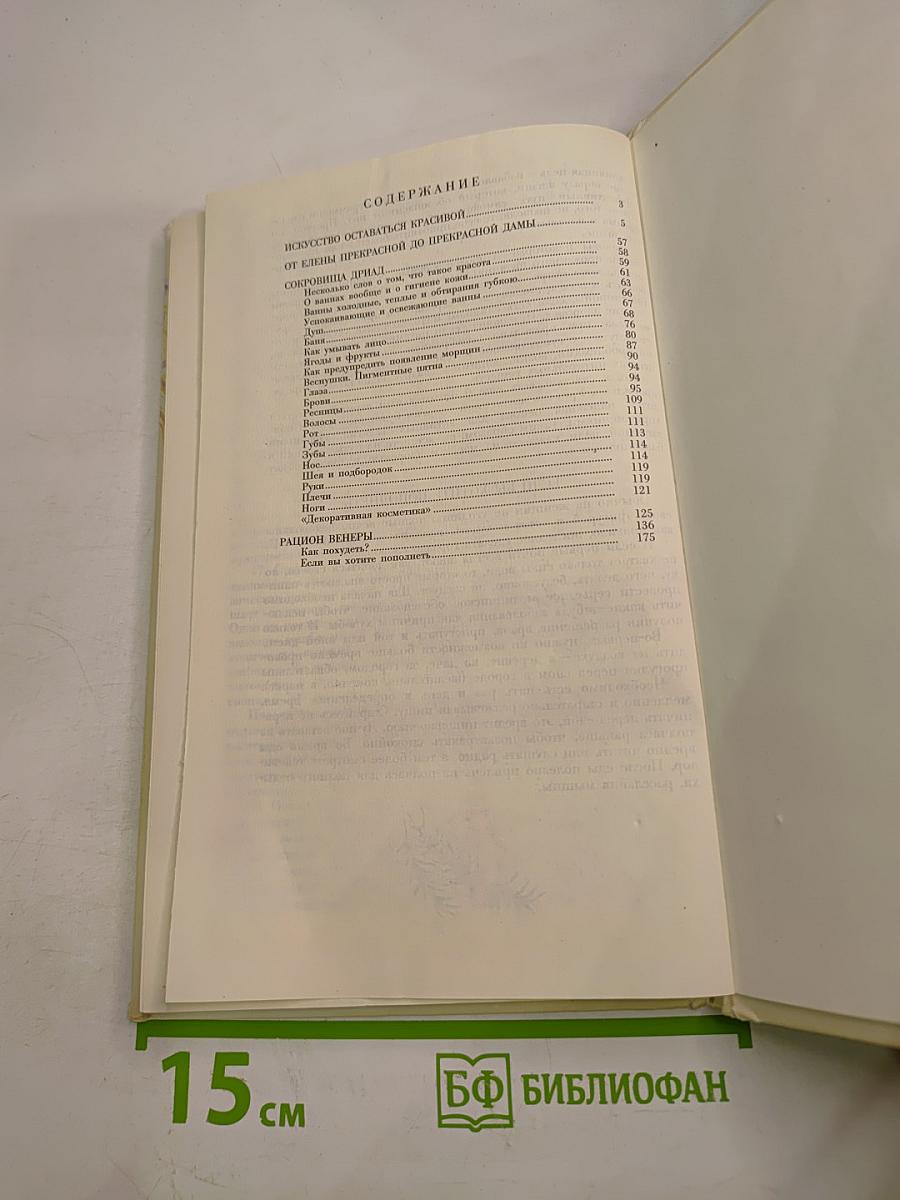 СОДЕРЖАНИЕ
ИСКУССТВО ОСТАВАТЬСЯ КРАСИВОЙ 3
ОТ ЕЛЕНЫ ПРЕКРАСНОЙ ДО ПРЕКРАСНОЙ ДАМЫ 5
СОКРОВИЩА ДРИАД 57
Несколько слов о том, что такое красота 58
О ваннах вообще и о гигиене кожи 59
Ванны холодные, теплые и обтирания губкою 61
Успокаивающие и освежающие ванны 63
Душ 66
Баня 67
Как умывать лицо 68
Ягоды и фрукты 76
Как предупредить появление морщин 80
Веснушки. Пигментные пятна 87
Глаза 90
Брови 94
Ресницы 94
Волосы 95
Рот 109
Губы 111
Зубы 111
Нос 113
Шея и подбородок 114
Руки 114
Плечи 119
Ноги 119
«Декоративная косметика» 121
РАЦИОН ВЕНЕРЫ 125
Как похудеть? 136
Если вы хотите пополнеть 175
15 см
БФ БИБЛИОФАН